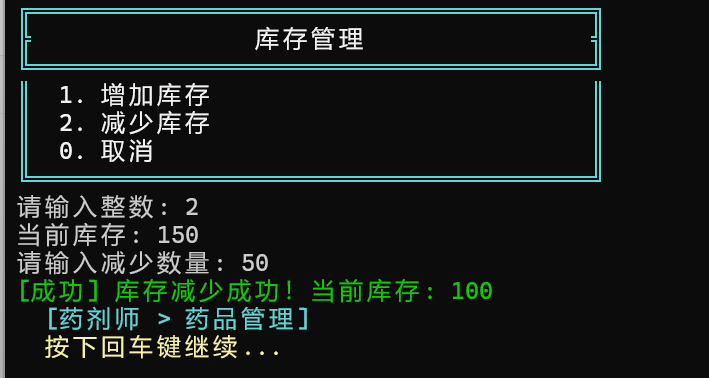 库存管理
1. 增加库存
2. 减少库存
0. 取消
请输入整数: 2
当前库存: 150
请输入减少数量: 50
[成功] 库存减少成功! 当前库存: 100
[药剂师 > 药品管理]
按下回车键继续...